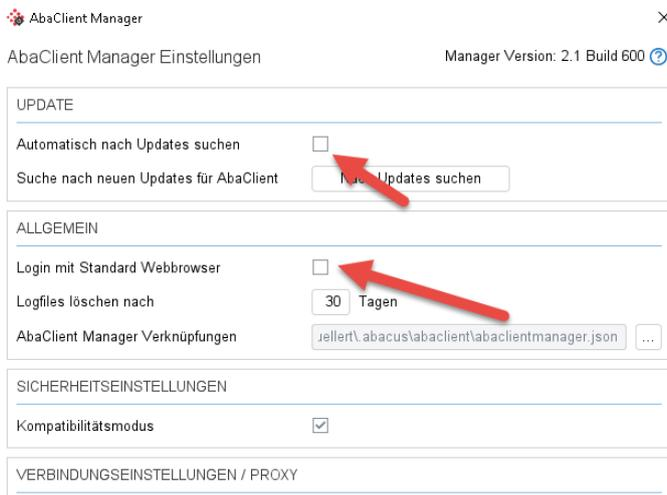 AbaClient Manager
AbaClient Manager Einstellungen Manager Version: 2.1 Build 600 ?
UPDATE
Automatisch nach Updates suchen
Suche nach neuen Updates für AbaClient Nach Updates suchen
ALLGEMEIN
Login mit Standard Webbrowser
Logfiles löschen nach 30 Tagen
AbaClient Manager Verknüpfungen uellert\.abacus\abaclient\abaclientmanager.json ...
SICHERHEITSEINSTELLUNGEN
Kompatibilitätsmodus
VERBINDUNGSEINSTELLUNGEN / PROXY